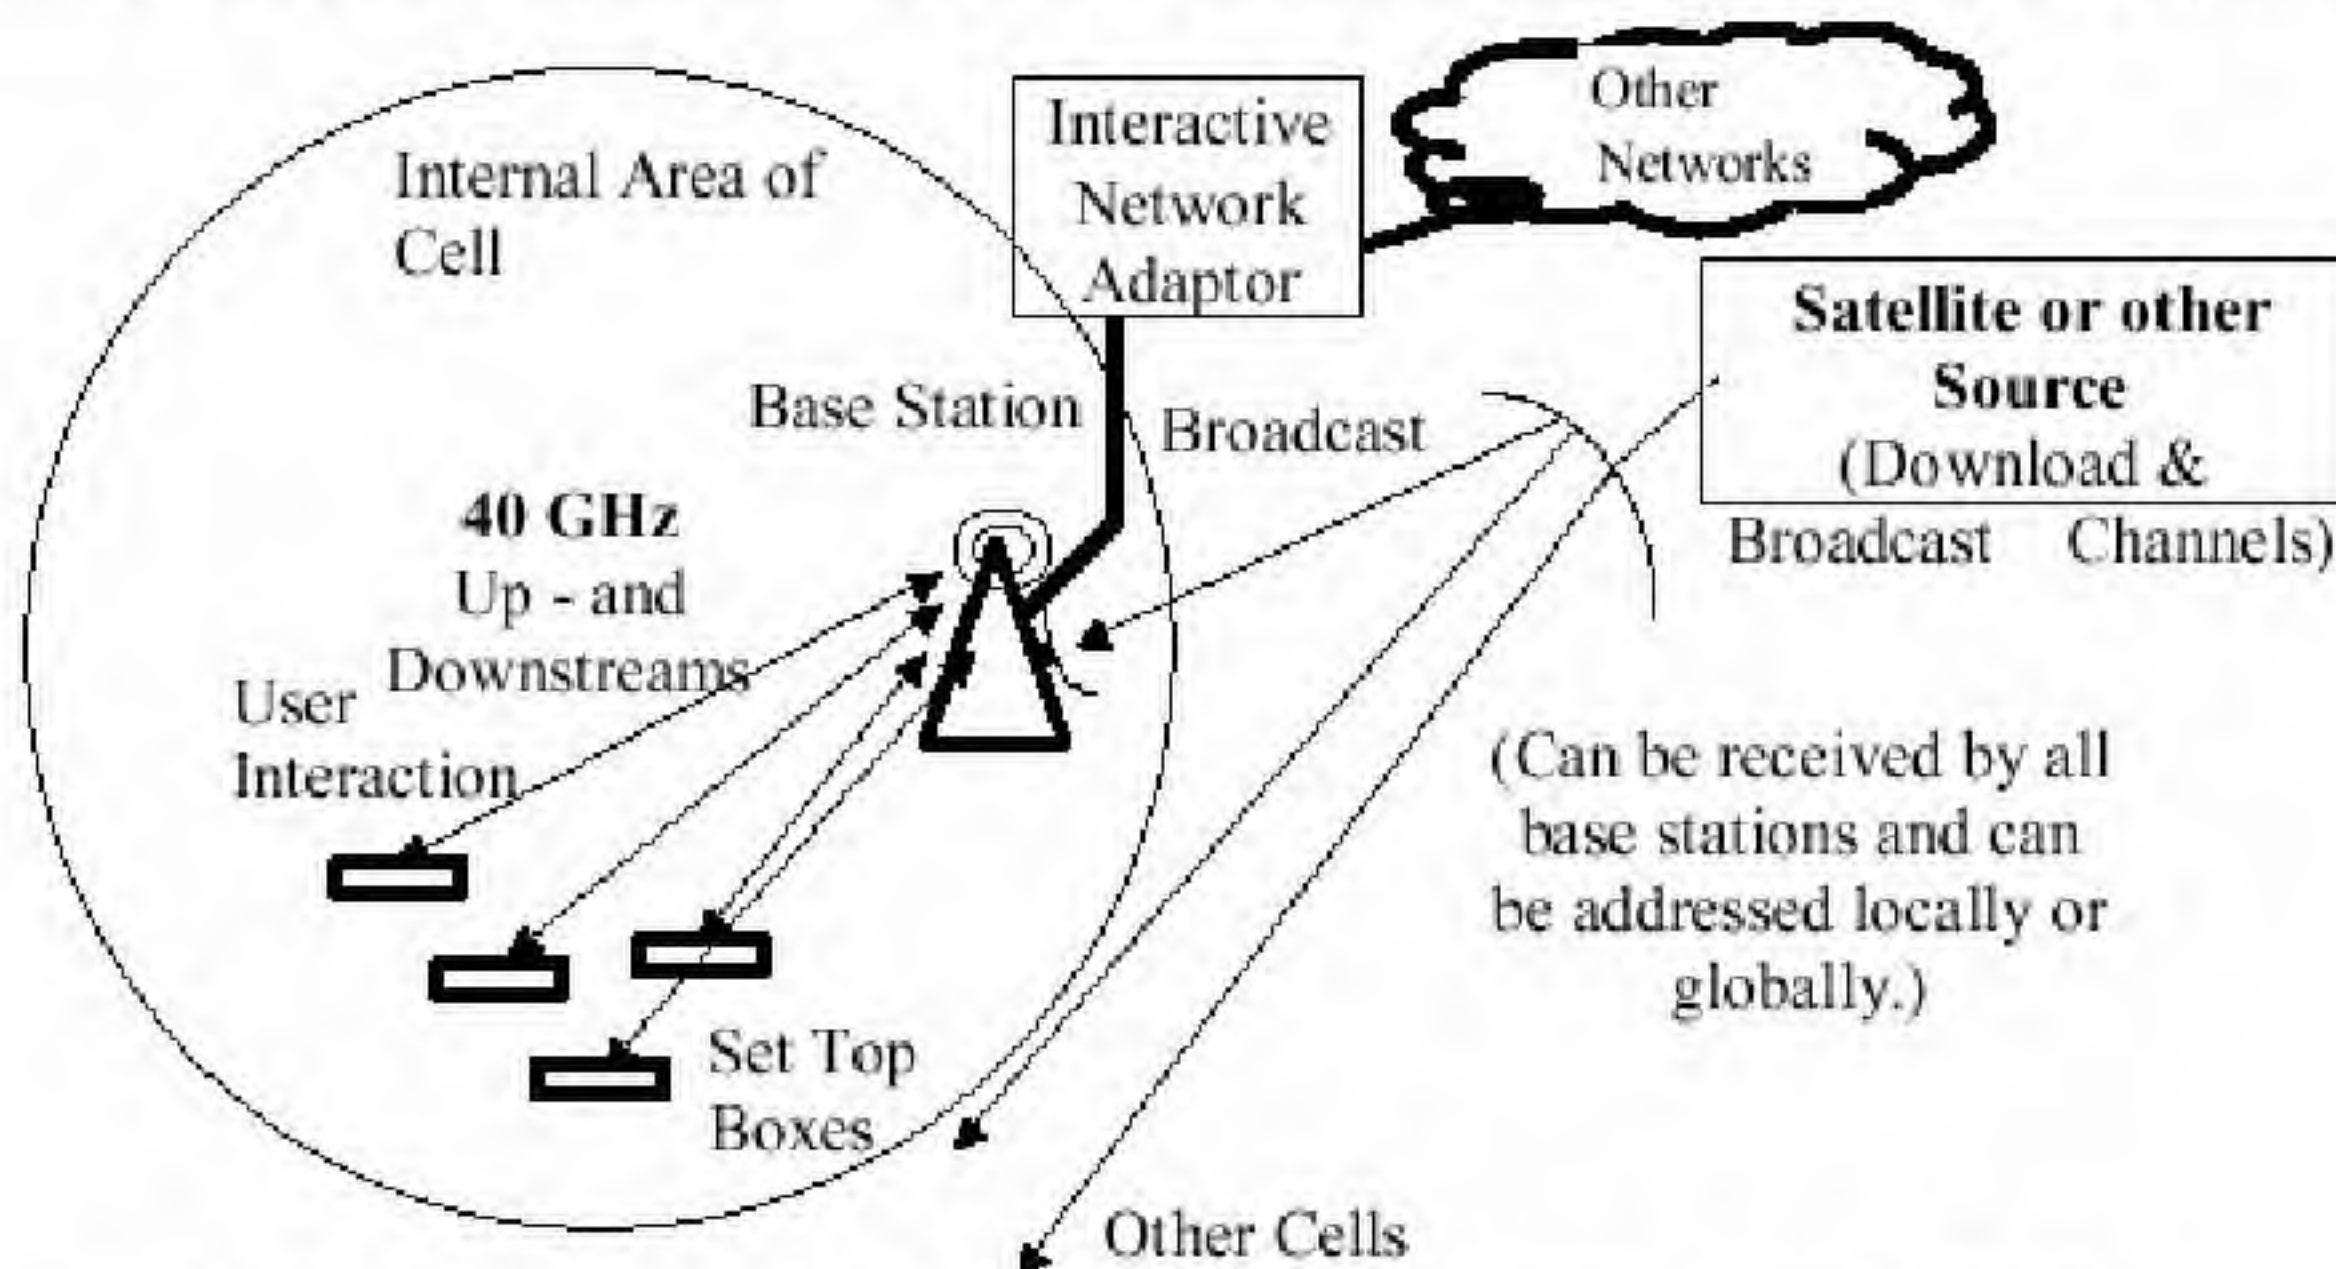 Internal Area of
Cell
Interactive
Network
Adaptor
Other
Networks
Satellite or other
Source
(Download &
Broadcast Channels)
Base Station
Broadcast
40 GHz
Up - and
Downstreams
User
Interaction
(Can be received by all
base stations and can
be addressed locally or
globally.)
Set Top
Boxes
Other Cells